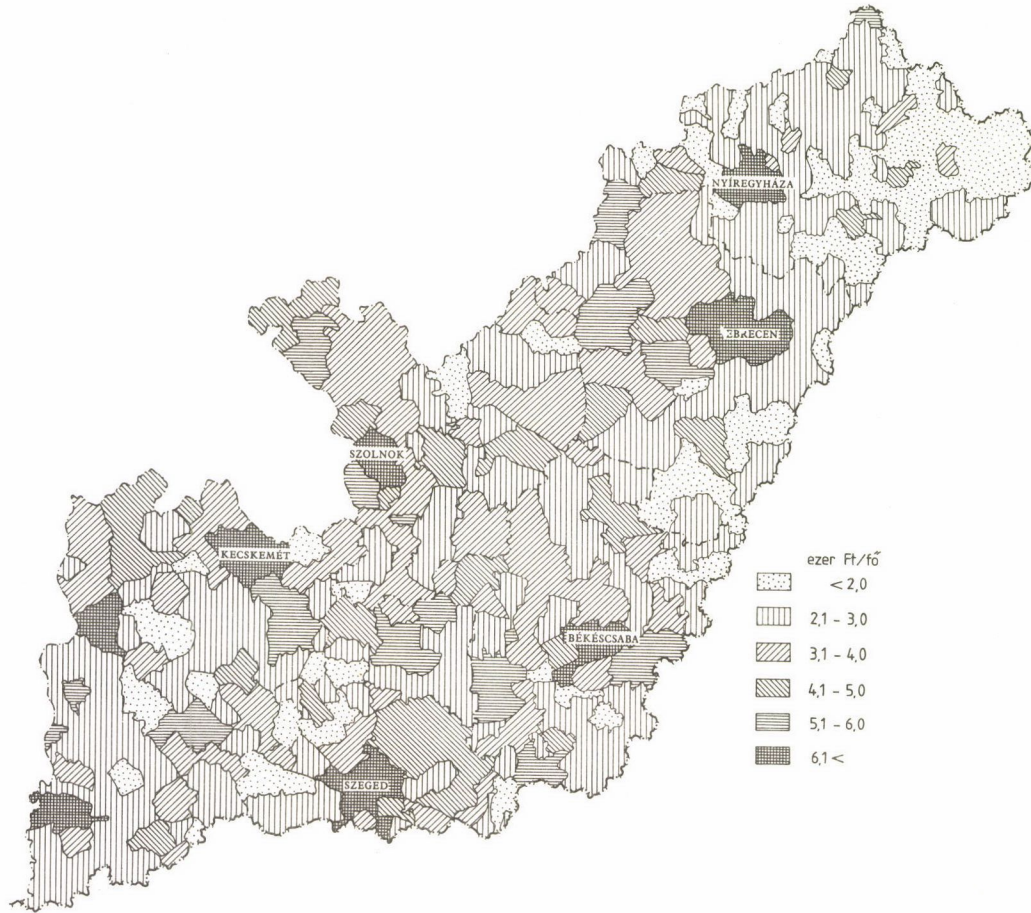 NYÍREGYHÁZA
EBRECEN
SZOLNOK
KECSKEMÉT
BÉKÉSCSABA
SZEGED
ezer Ft/fő
< 2,0
2,1 – 3,0
3,1 – 4,0
4,1 – 5,0
5,1 – 6,0
6,1 <